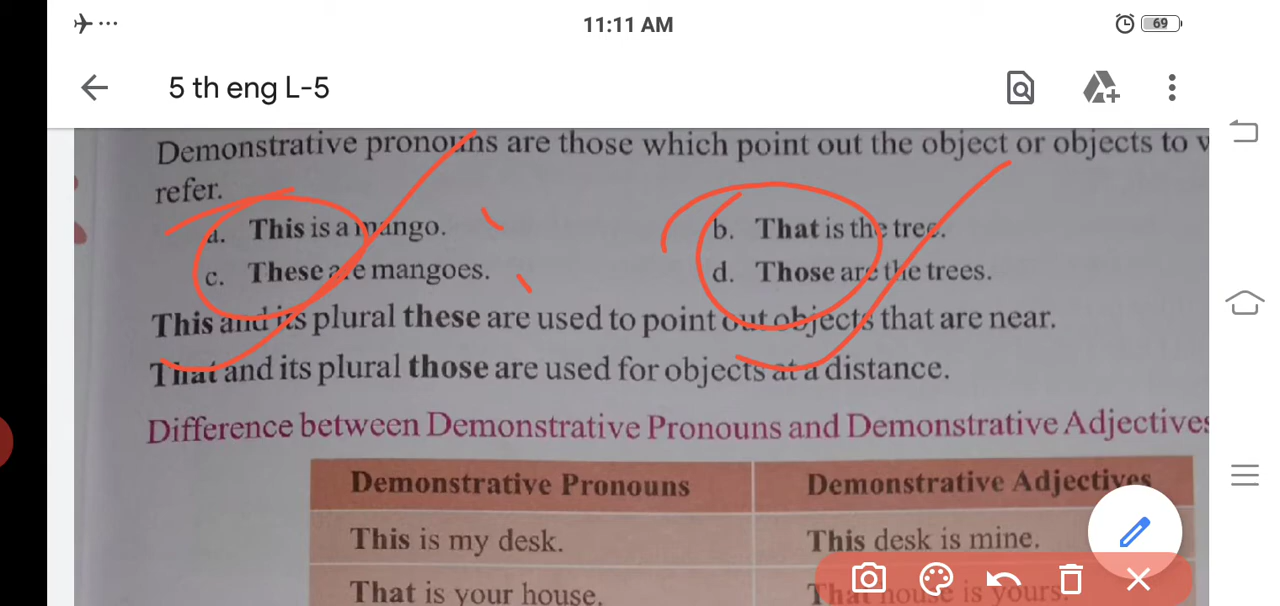 11:11 AM
69
5 th eng L-5
Demonstrative pronouns are those which point out the object or objects to
refer.
a. This is a mango. b. That is the tree.
c. These are mangoes. d. Those are the trees.
This and its plural these are used to point out objects that are near.
That and its plural those are used for objects at a distance.
Difference between Demonstrative Pronouns and Demonstrative Adjectives
Demonstrative Pronouns Demonstrative Adjectives
This is my desk. This desk is mine.
That is your house. That house is yours.